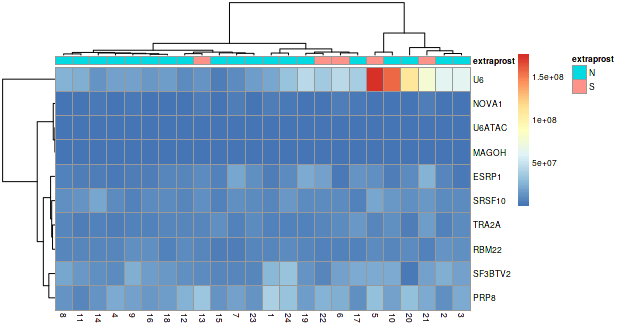 extraprost
U6
NOVA1
U6ATAC
MAGOH
ESRP1
SRSF10
TRA2A
RBM22
SF3BTV2
PRP8
8 11 14 4 9 16 18 12 13 15 7 23 1 24 19 22 6 17 5 10 20 21 2 3
1.5e+08
1e+08
5e+07
extraprost
N
S